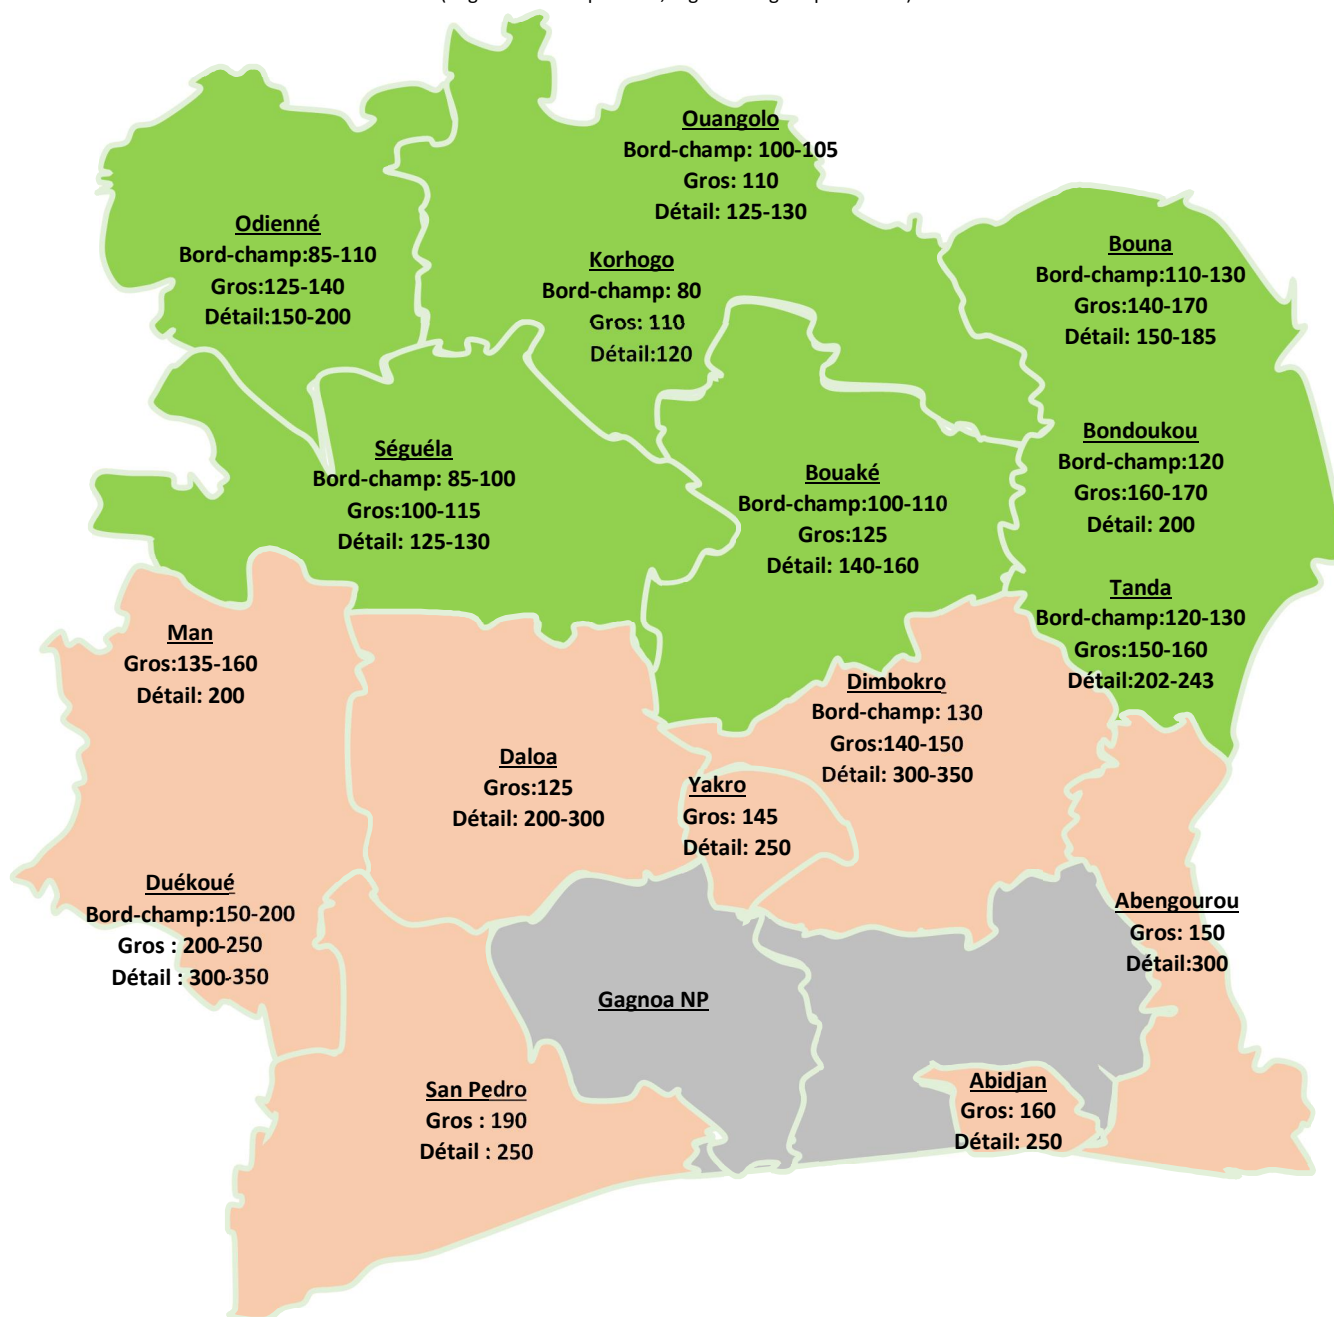 Ouangolo
Bord-champ: 100-105
Gros: 110
Détail: 125-130
Odienné
Bord-champ:85-110
Gros:125-140
Détail:150-200
Korhogo
Bord-champ: 80
Gros: 110
Détail:120
Bouna
Bord-champ:110-130
Gros:140-170
Détail: 150-185
Séguéla
Bord-champ: 85-100
Gros:100-115
Détail: 125-130
Bouaké
Bord-champ:100-110
Gros:125
Détail: 140-160
Bondoukou
Bord-champ:120
Gros:160-170
Détail: 200
Tanda
Bord-champ:120-130
Gros:150-160
Détail:202-243
Man
Gros:135-160
Détail: 200
Dimbokro
Bord-champ: 130
Gros:140-150
Détail: 300-350
Daloa
Gros:125
Détail: 200-300
Yakro
Gros: 145
Détail: 250
Duékoué
Bord-champ:150-200
Gros : 200-250
Détail : 300-350
Abengourou
Gros: 150
Détail:300
Gagnoa NP
San Pedro
Gros : 190
Détail : 250
Abidjan
Gros: 160
Détail: 250